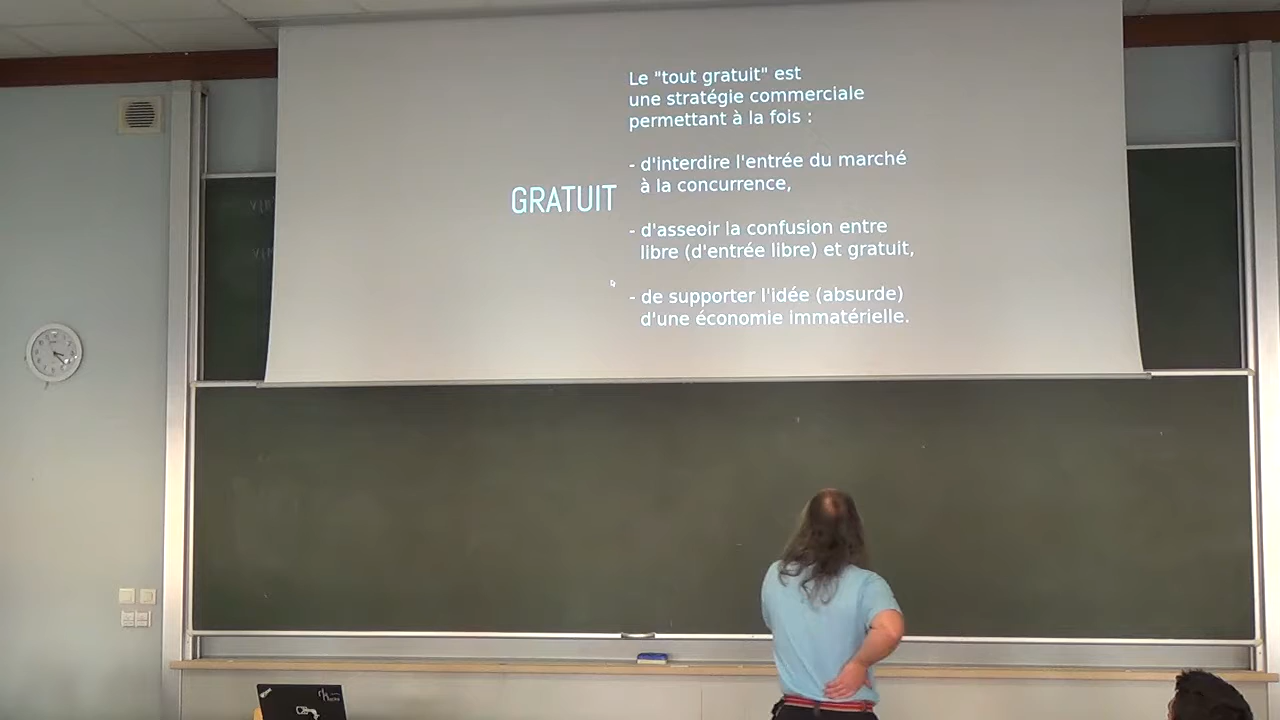 Le "tout gratuit" est
une stratégie commerciale
permettant à la fois :
- d'interdire l'entrée du marché
à la concurrence,
GRATUIT
- d'asseoir la confusion entre
libre (d'entrée libre) et gratuit,
- de supporter l'idée (absurde)
d'une économie immatérielle.